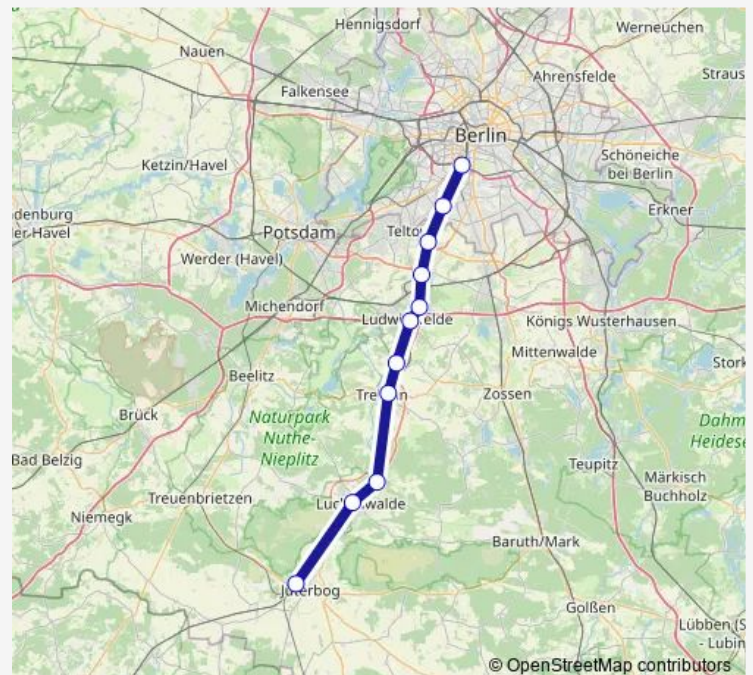 Hennigsdorf
Werneuchen
Nauen
Ahrensfelde
Straus
Falkensee
Berlin
Ketzin/Havel
Schöneiche
bei Berlin
Erkner
denburg
er Havel
Potsdam
Werder (Havel)
Michendorf
Königs Wusterhausen
Mittenwalde
Stork
Beelitz
Zossen
Brück
Naturpark
Nuthe-
Nieplitz
Dahm
Heidese
Bad Belzig
Teupitz
Märkisch
Buchholz
Treuenbrietzen
Niemegk
Baruth/Mark
Jüterbog
Golßen
Lübben (S
- Lubin
© OpenStreetMap contributors